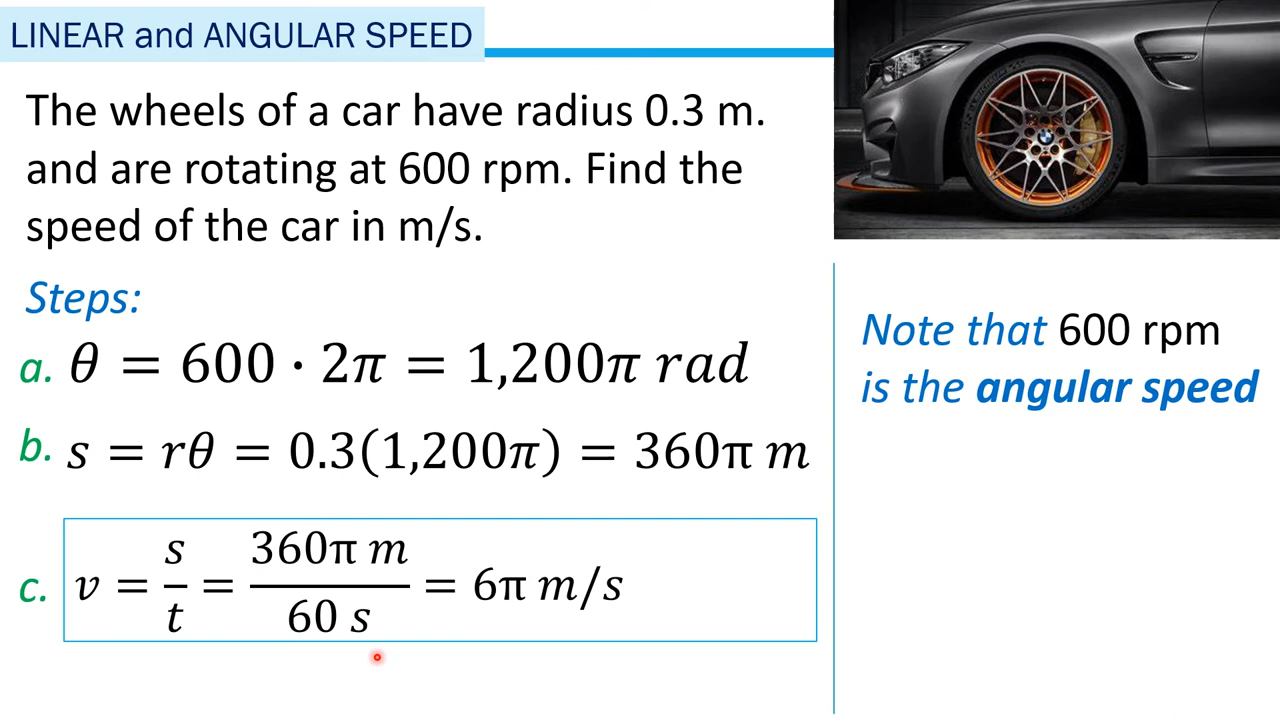 LINEAR and ANGULAR SPEED
The wheels of a car have radius 0.3 m.
and are rotating at 600 rpm. Find the
speed of the car in m/s.
Steps:
a. θ = 600 · 2π = 1,200π rad
b. s = rθ = 0.3(1,200π) = 360π m
c. v = s/t = 360π m/60 s = 6π m/s
Note that 600 rpm
is the angular speed